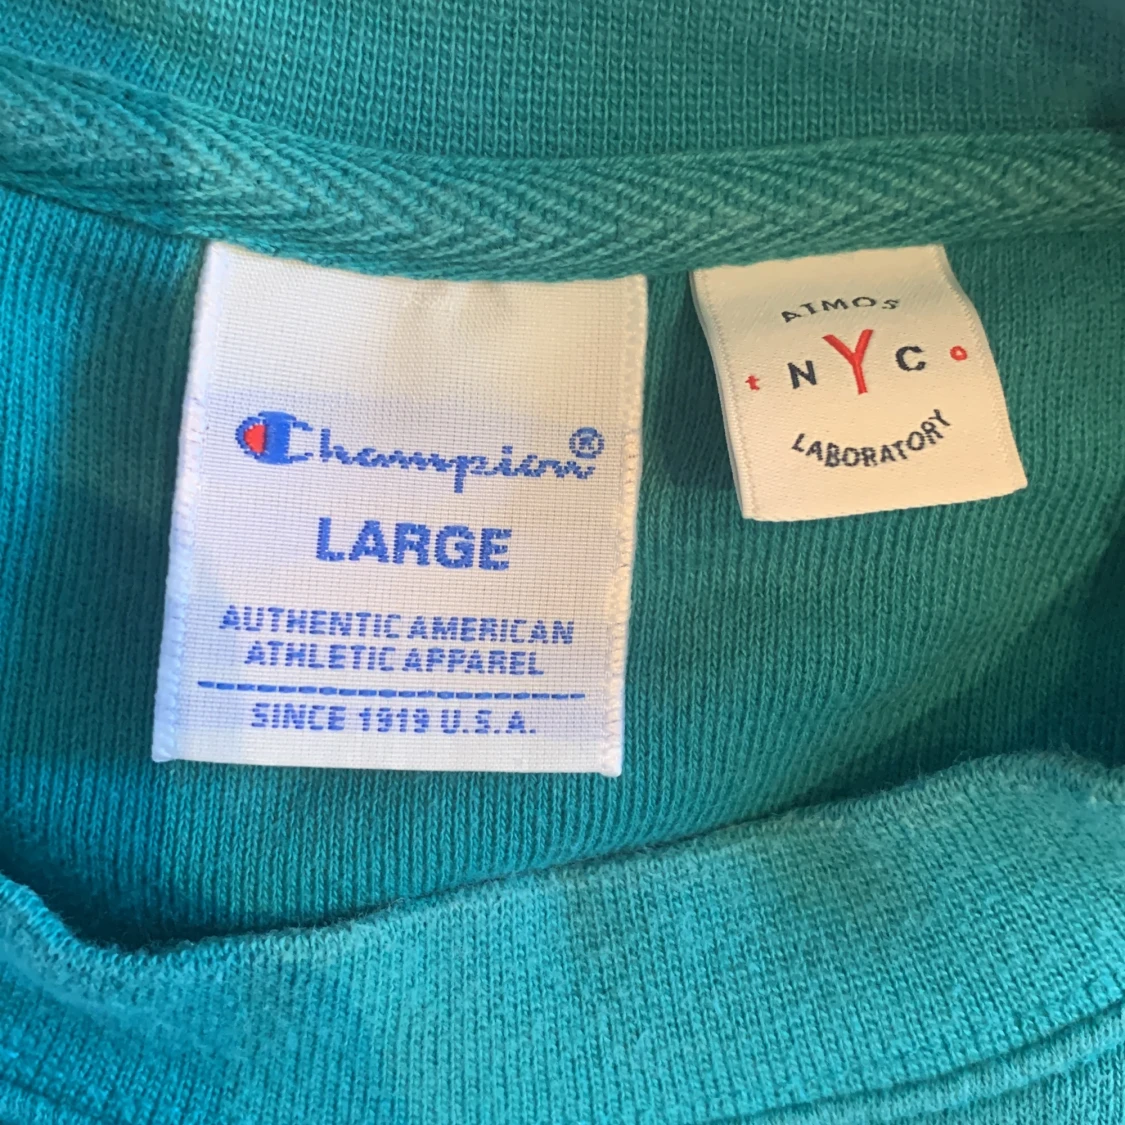 Champion®
LARGE
AUTHENTIC AMERICAN
ATHLETIC APPAREL
SINCE 1919 U.S.A.
ATMOS
t N Y C o
LABORATORY